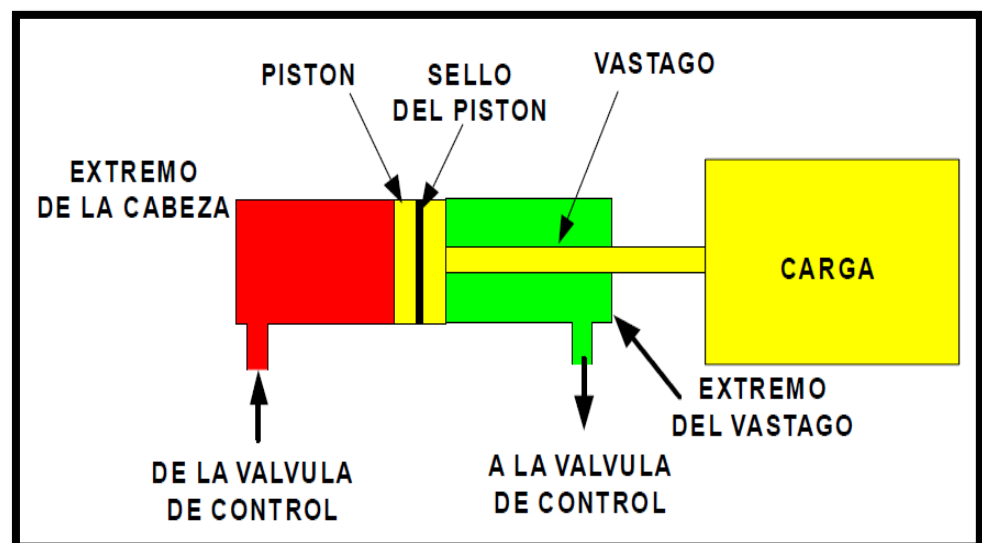 PISTON
SELLO
DEL PISTON
VASTAGO
EXTREMO
DE LA CABEZA
CARGA
EXTREMO
DEL VASTAGO
DE LA VALVULA
DE CONTROL
A LA VALVULA
DE CONTROL